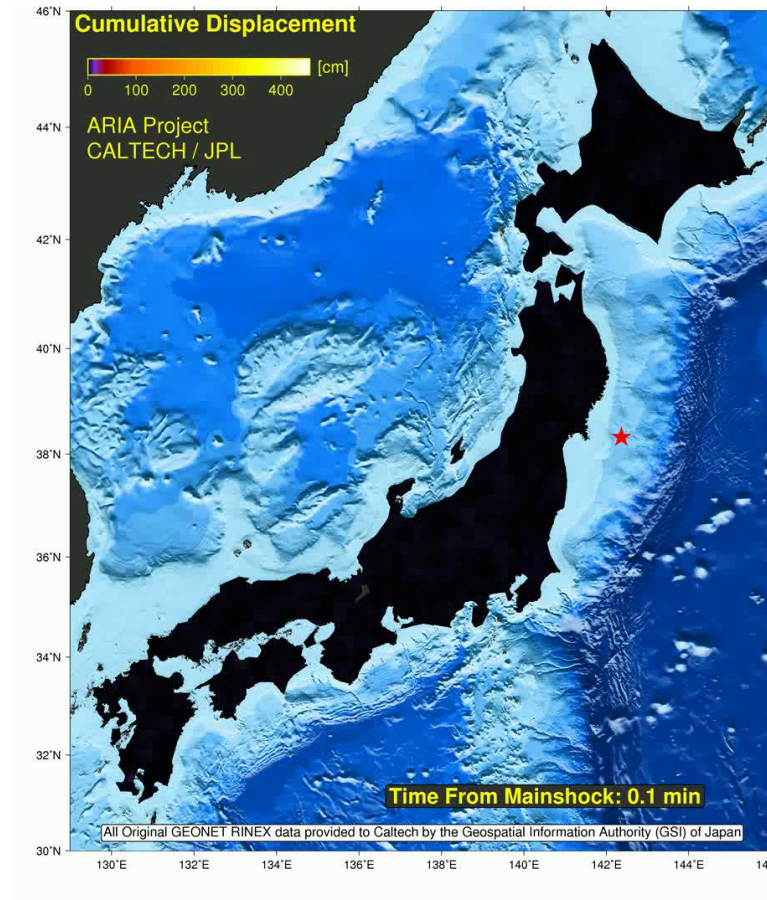 46˚N
Cumulative Displacement
[cm]
0 100 200 300 400
ARIA Project
CALTECH / JPL
44˚N
42˚N
40˚N
38˚N
36˚N
34˚N
32˚N
Time From Mainshock: 0.1 min
All Original GEONET RINEX data provided to Caltech by the Geospatial Information Authority (GSI) of Japan
30˚N
130˚E 132˚E 134˚E 136˚E 138˚E 140˚E 142˚E 144˚E